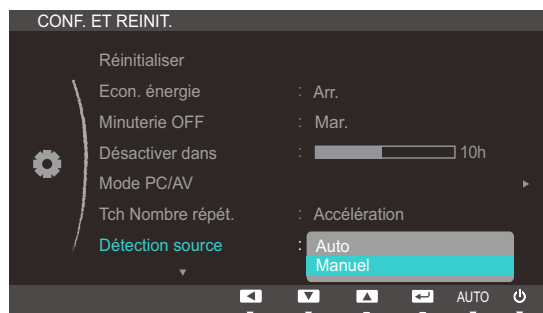 CONF. ET REINIT.
Réinitialiser
Econ. énergie : Arr.
Minuterie OFF : Mar.
Désactiver dans : 10h
Mode PC/AV
Tch Nombre répét. : Accélération
Détection source : Auto
Manuel
AUTO